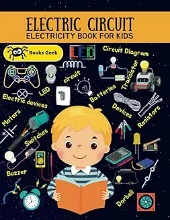 ELECTRIC CIRCUIT
ELECTRICITY BOOK FOR KIDS
Books Geek
Circuit Diagram
LED
circuit
Transistor
Electric devices
Batteries
Motors
Devices
Switches
Resistors
Buzzer
Diodes